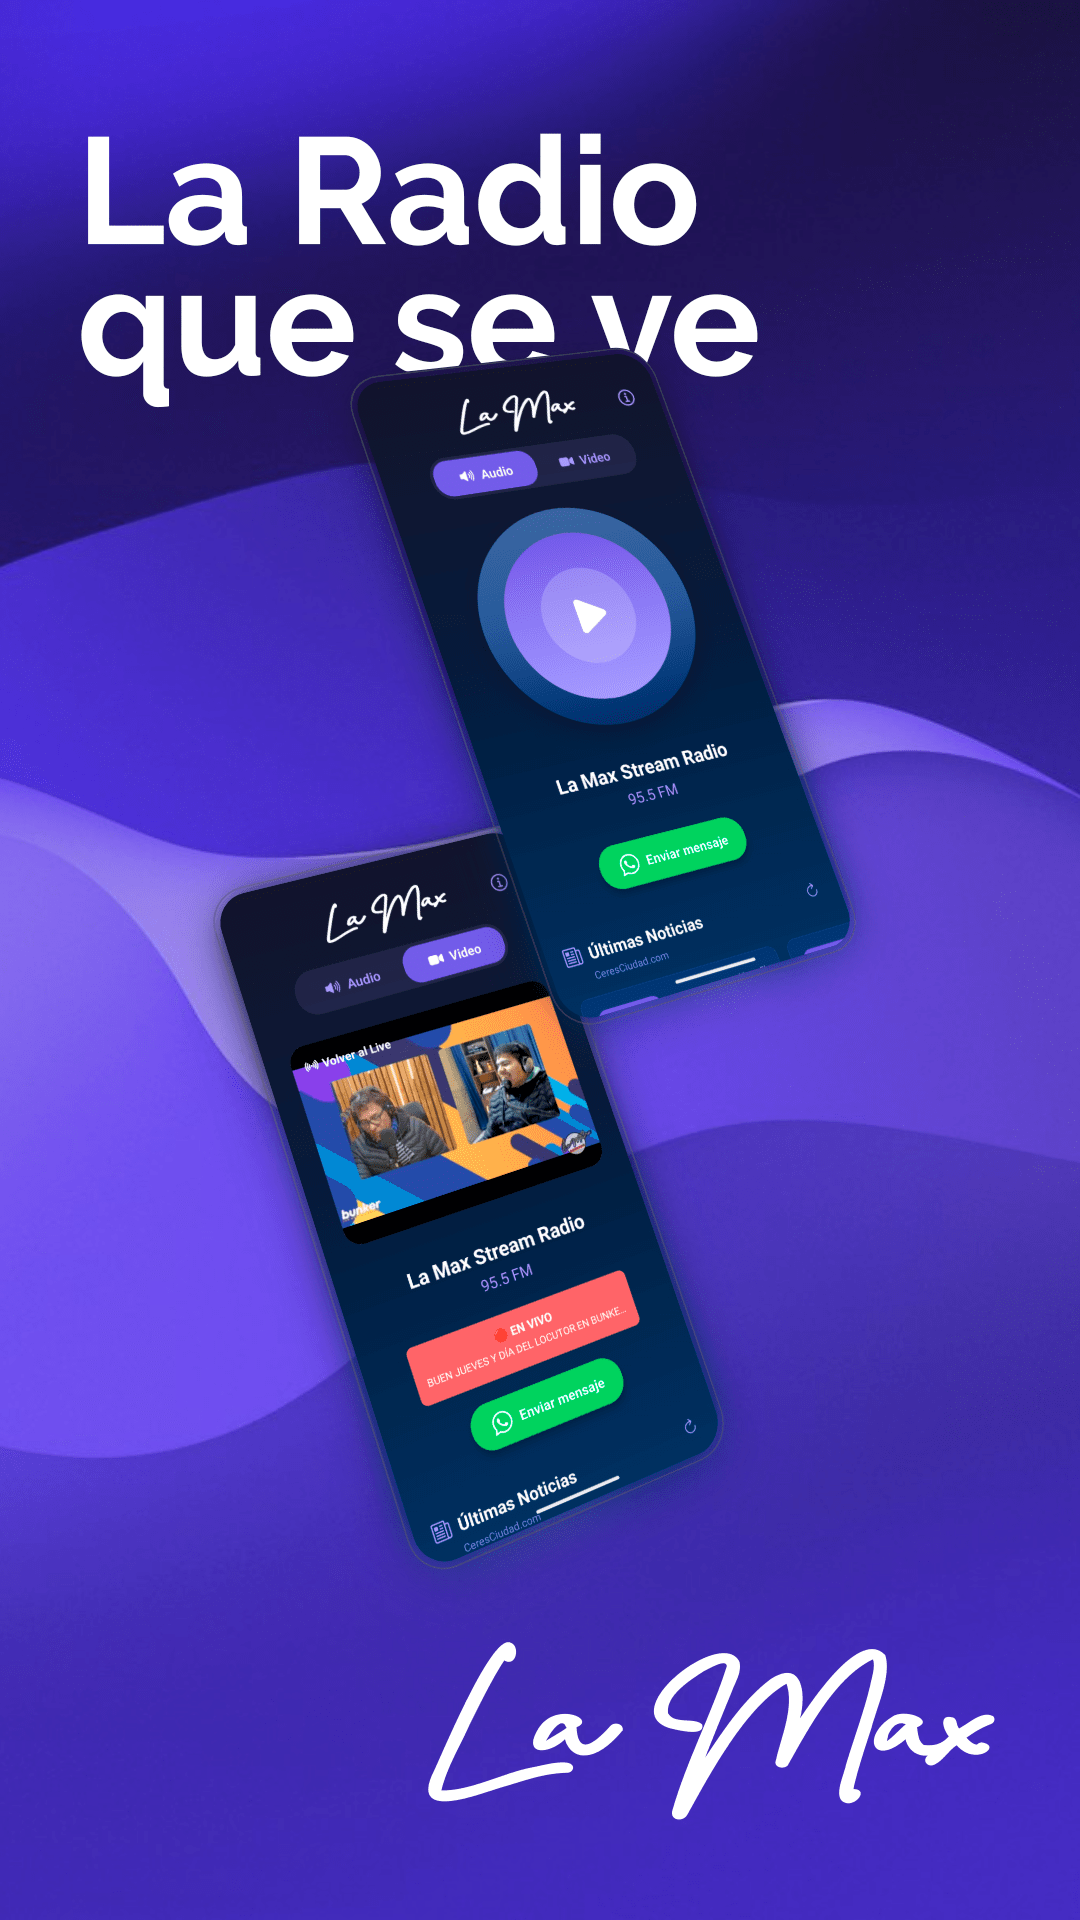 La Radio
que se ve
La Max
Audio
Video
La Max Stream Radio
95.5 FM
Enviar mensaje
Últimas Noticias
CeresCiudad.com
La Max
Audio
Video
Volver al Live
bunker
La Max Stream Radio
95.5 FM
EN VIVO
BUEN JUEVES Y DÍA DEL LOCUTOR EN BUNKE...
Enviar mensaje
Últimas Noticias
CeresCiudad.com
La Max